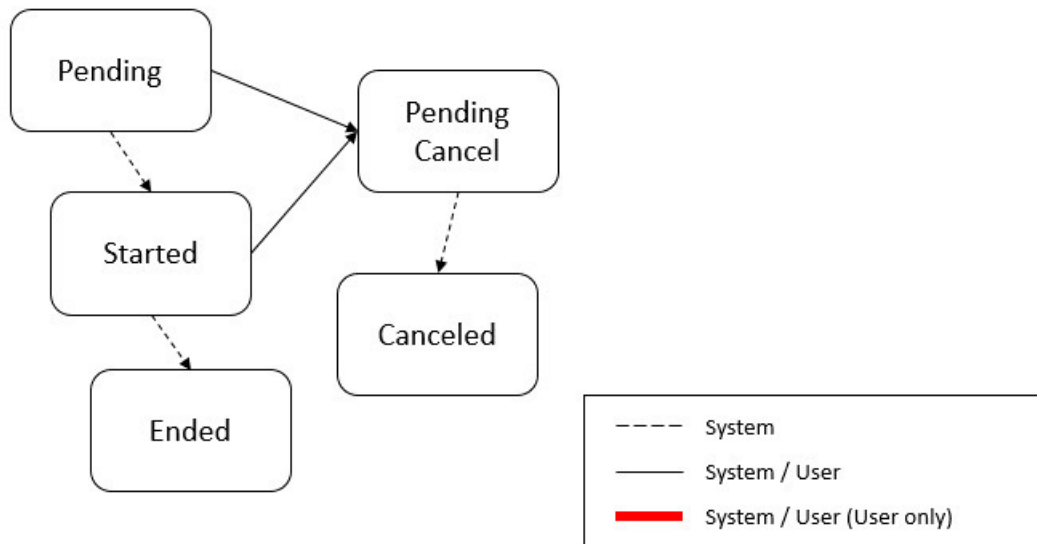 Pending
Pending
Cancel
Started
Canceled
Ended
System
System / User
System / User (User only)